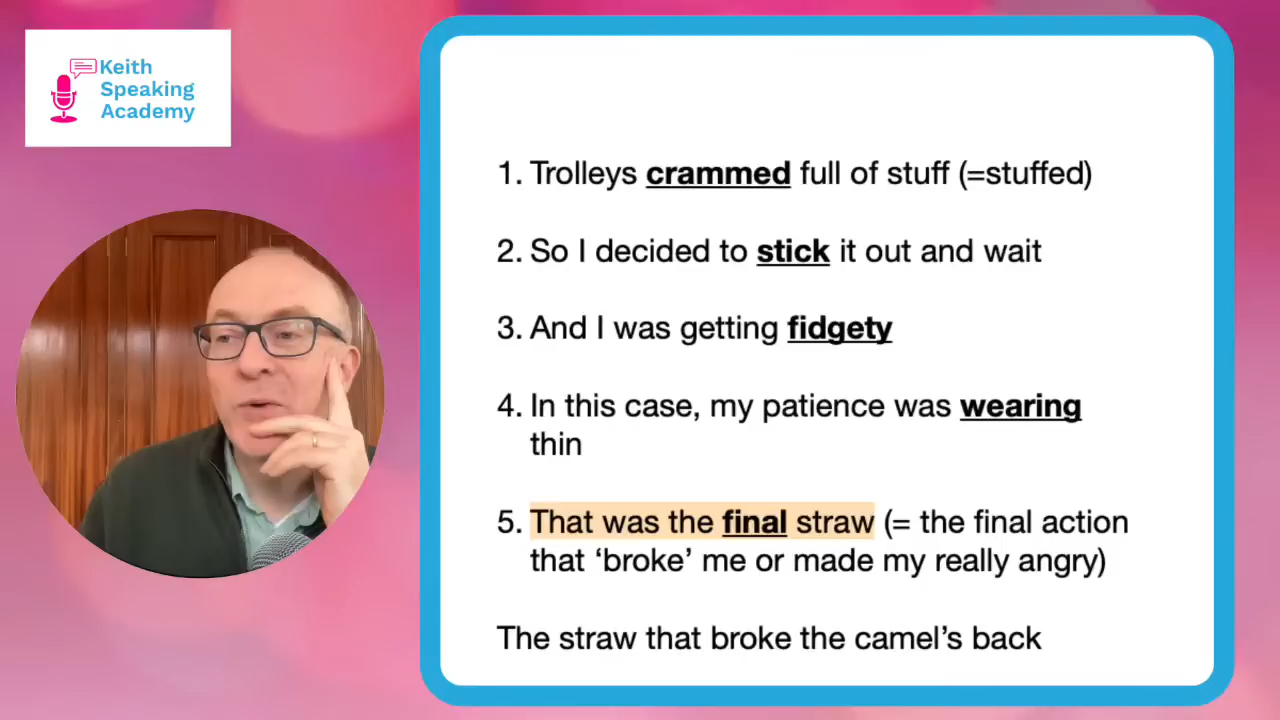 Keith
Speaking
Academy
1. Trolleys crammed full of stuff (=stuffed)
2. So I decided to stick it out and wait
3. And I was getting fidgety
4. In this case, my patience was wearing
thin
5. That was the final straw (= the final action
that ‘broke’ me or made my really angry)
The straw that broke the camel’s back